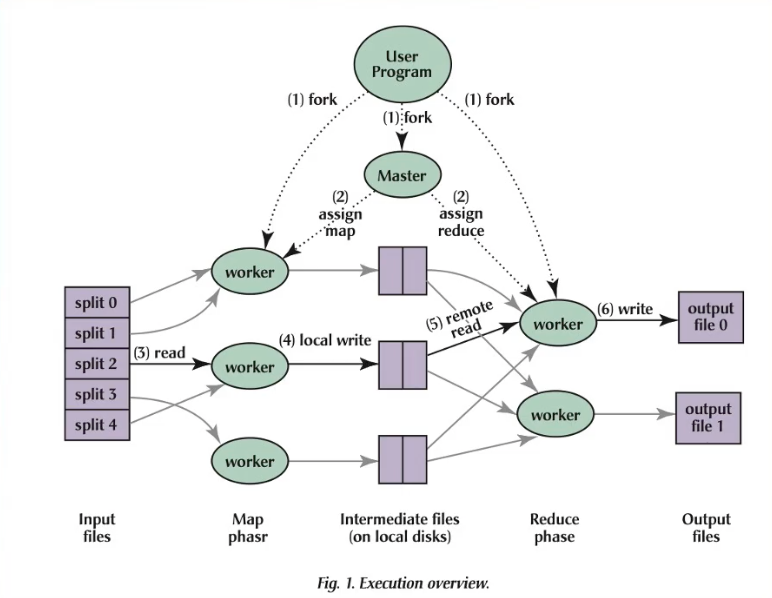 User
Program
(1) fork
(1) fork
(1) fork
Master
(2)
assign
map
(2)
assign
reduce
worker
split 0
split 1
split 2
split 3
split 4
(3) read
worker
(4) local write
(5) remote
read
worker
(6) write
output
file 0
worker
output
file 1
worker
Input
files
Map
phasr
Intermediate files
(on local disks)
Reduce
phase
Output
files
Fig. 1. Execution overview.